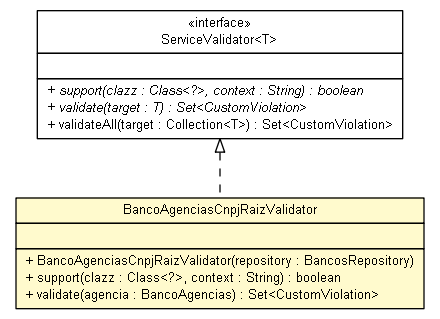 «interface»
ServiceValidator<T>
+ support(clazz : Class<?>, context : String) : boolean
+ validate(target : T) : Set<CustomViolation>
+ validateAll(target : Collection<T>) : Set<CustomViolation>
BancoAgenciasCnpjRaizValidator
+ BancoAgenciasCnpjRaizValidator(repository : BancosRepository)
+ support(clazz : Class<?>, context : String) : boolean
+ validate(agencia : BancoAgencias) : Set<CustomViolation>